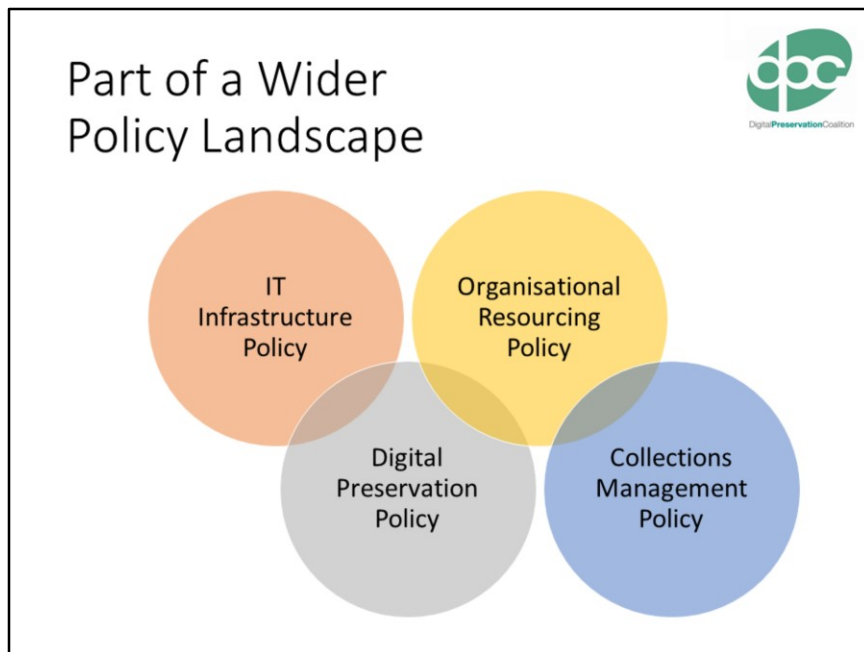 Part of a Wider
Policy Landscape
dpc
DigitalPreservationCoalition
IT
Infrastructure
Policy
Organisational
Resourcing
Policy
Digital
Preservation
Policy
Collections
Management
Policy